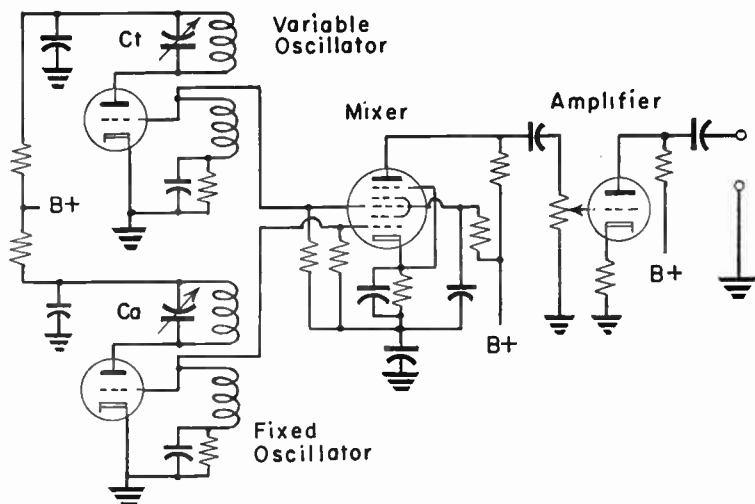 Variable
Oscillator
Ct
Mixer
Amplifier
B+
B+
B+
Ca
Fixed
Oscillator